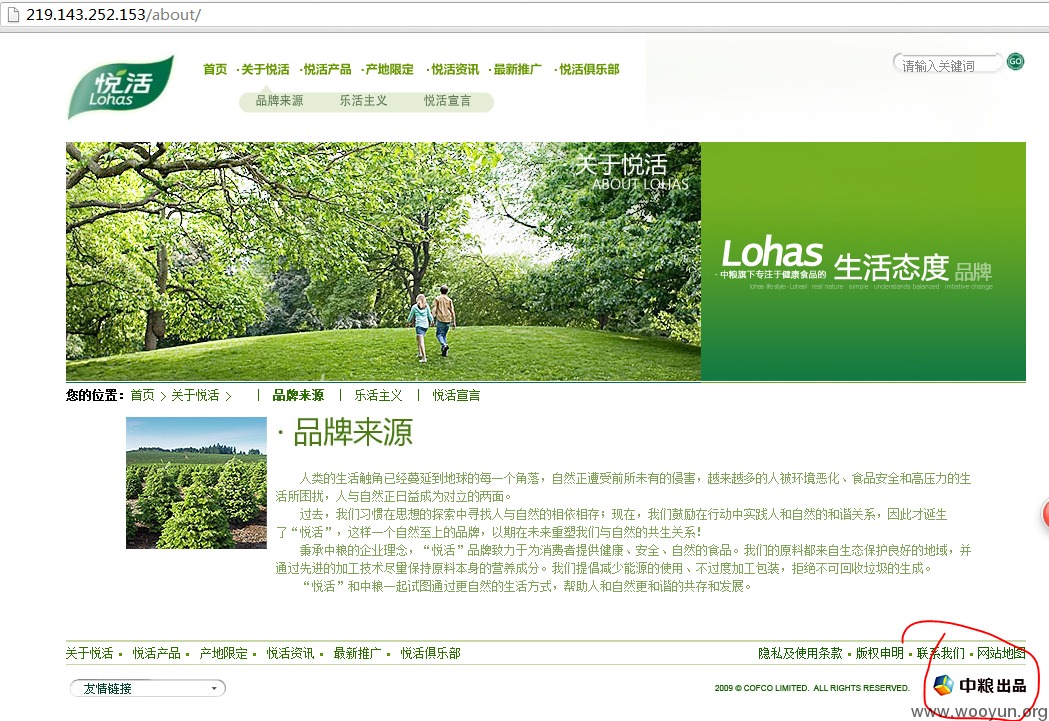 219.143.252.153/about/
悦活
Lohas
首页 ·关于悦活 ·悦活产品 ·产地限定 ·悦活资讯 ·最新推广 ·悦活俱乐部
请输入关键词 GO
品牌来源 乐活主义 悦活宣言
关于悦活
ABOUT LOHAS
Lohas
·中粮旗下专注于健康食品的 生活态度 品牌
lohas lifestyle·Lohas! real nature simple understands balanced initiative change
您的位置：首页 > 关于悦活 > | 品牌来源 | 乐活主义 | 悦活宣言
· 品牌来源
人类的生活触角已经蔓延到地球的每一个角落，自然正遭受前所未有的侵害，越来越多的人被环境恶化、食品安全和高压力的生
活所困扰，人与自然正日益成为对立的两面。
过去，我们习惯在思想的探索中寻找人与自然的相依相存；现在，我们鼓励在行动中实践人和自然的和谐关系，因此才诞生
了“悦活”，这样一个自然至上的品牌，以期在未来重塑我们与自然的共生关系！
秉承中粮的企业理念，“悦活”品牌致力于为消费者提供健康、安全、自然的食品。我们的原料都来自生态保护良好的地域，并
通过先进的加工技术尽量保持原料本身的营养成分。我们提倡减少能源的使用、不过度加工包装，拒绝不可回收垃圾的生成。
“悦活”和中粮一起试图通过更自然的生活方式，帮助人和自然更和谐的共存和发展。
关于悦活 · 悦活产品 · 产地限定 · 悦活资讯 · 最新推广 · 悦活俱乐部
隐私及使用条款 · 版权申明 · 联系我们 · 网站地图
友情链接
2009 © COFCO LIMITED. ALL RIGHTS RESERVED.
中粮出品
www.wooyun.org